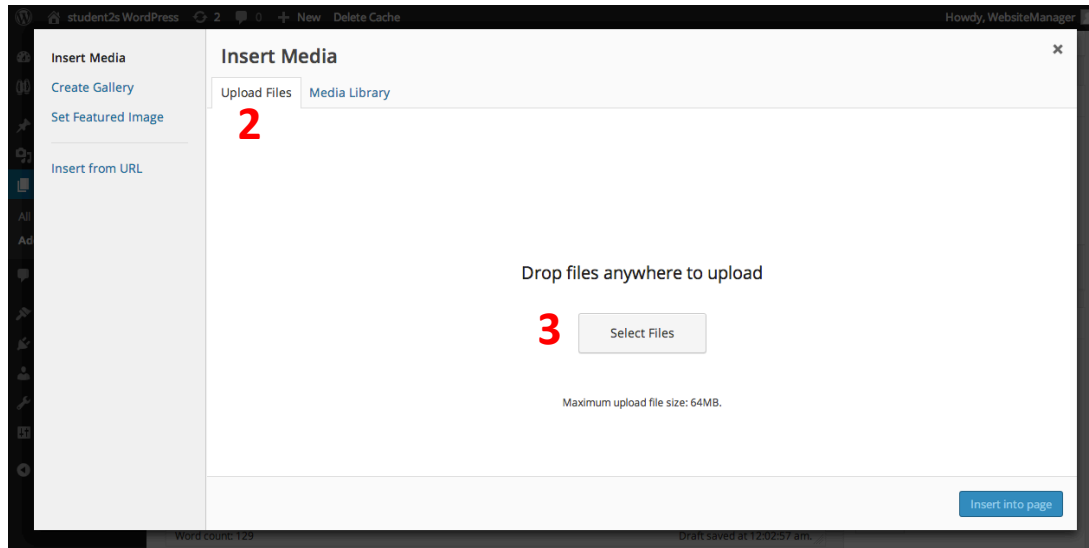 student2s WordPress 2 0 + New Delete Cache Howdy, WebsiteManager
Insert Media
Create Gallery
Set Featured Image
Insert from URL
Insert Media ×
Upload Files Media Library
2
Drop files anywhere to upload
3 Select Files
Maximum upload file size: 64MB.
Insert into page
All
Ad
Word count: 129 Draft saved at 12:02:57 am.